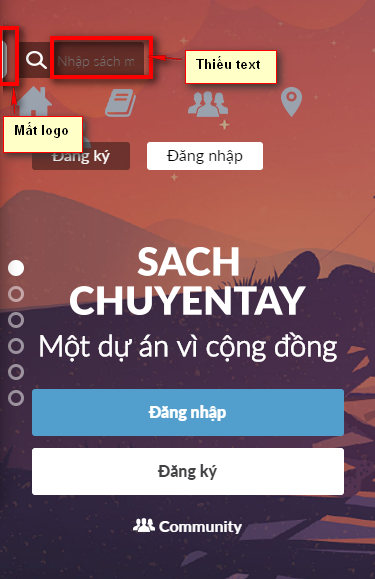 Nhập sách m
Thiếu text
Mất logo
Đăng ký
Đăng nhập
SACH
CHUYENTAY
Một dự án vì cộng đồng
Đăng nhập
Đăng ký
Community